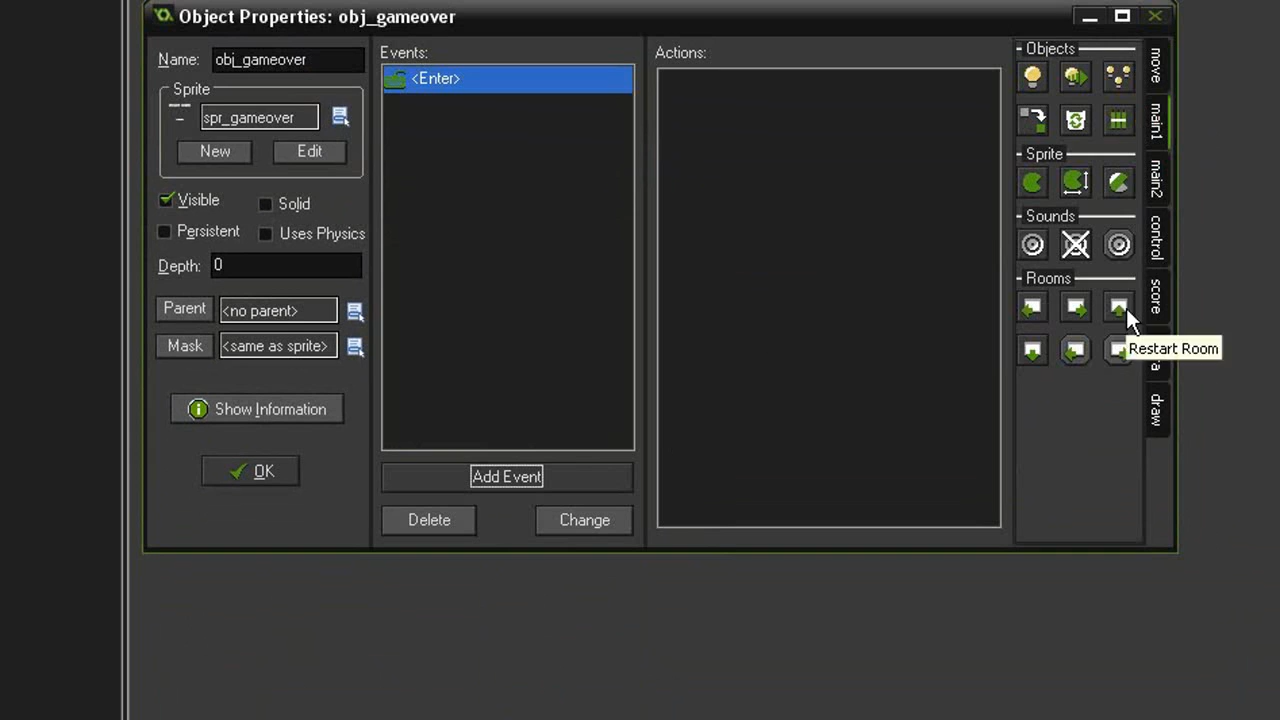 Object Properties: obj_gameover
Name: obj_gameover
Sprite
spr_gameover
New Edit
Visible Solid
Persistent Uses Physics
Depth: 0
Parent <no parent>
Mask <same as sprite>
Show Information
OK
Events:
<Enter>
Add Event
Delete Change
Actions:
Objects
Sprite
Sounds
Rooms
Restart Room
move
main1
main2
control
score
draw